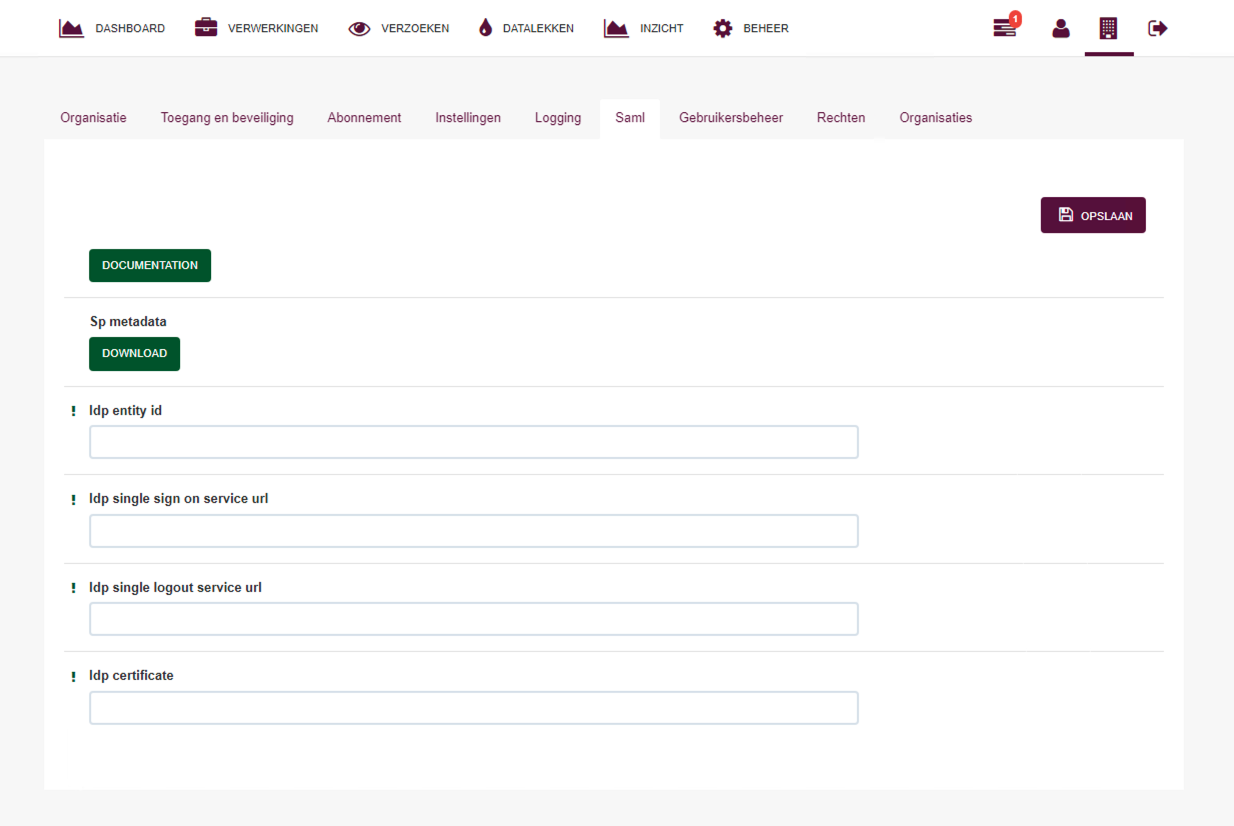 DASHBOARD VERWERKINGEN VERZOEKEN DATALEKKEN INZICHT BEHEER 1
Organisatie Toegang en beveiliging Abonnement Instellingen Logging Saml Gebruikersbeheer Rechten Organisaties
OPSLAAN
DOCUMENTATION
Sp metadata
DOWNLOAD
! Idp entity id
! Idp single sign on service url
! Idp single logout service url
! Idp certificate